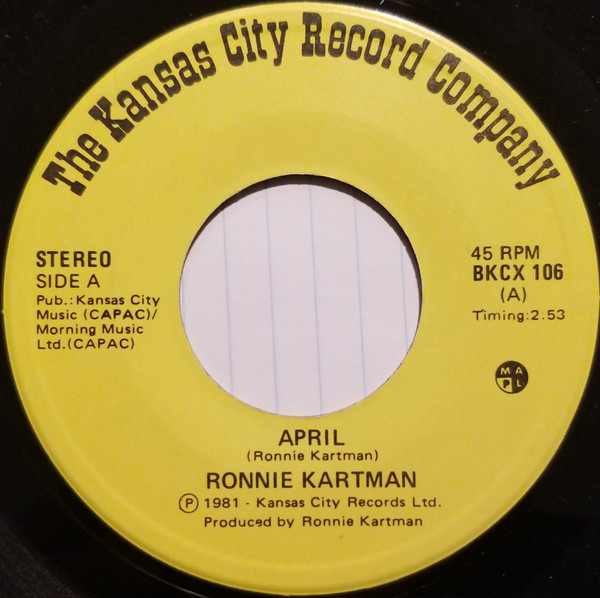 The Kansas City Record Company
STEREO
SIDE A
Pub.: Kansas City
Music (CAPAC)/
Morning Music
Ltd.(CAPAC)
45 RPM
BKCX 106
(A)
Timing:2.53
M A
P L
APRIL
(Ronnie Kartman)
RONNIE KARTMAN
Ⓟ 1981 - Kansas City Records Ltd.
Produced by Ronnie Kartman